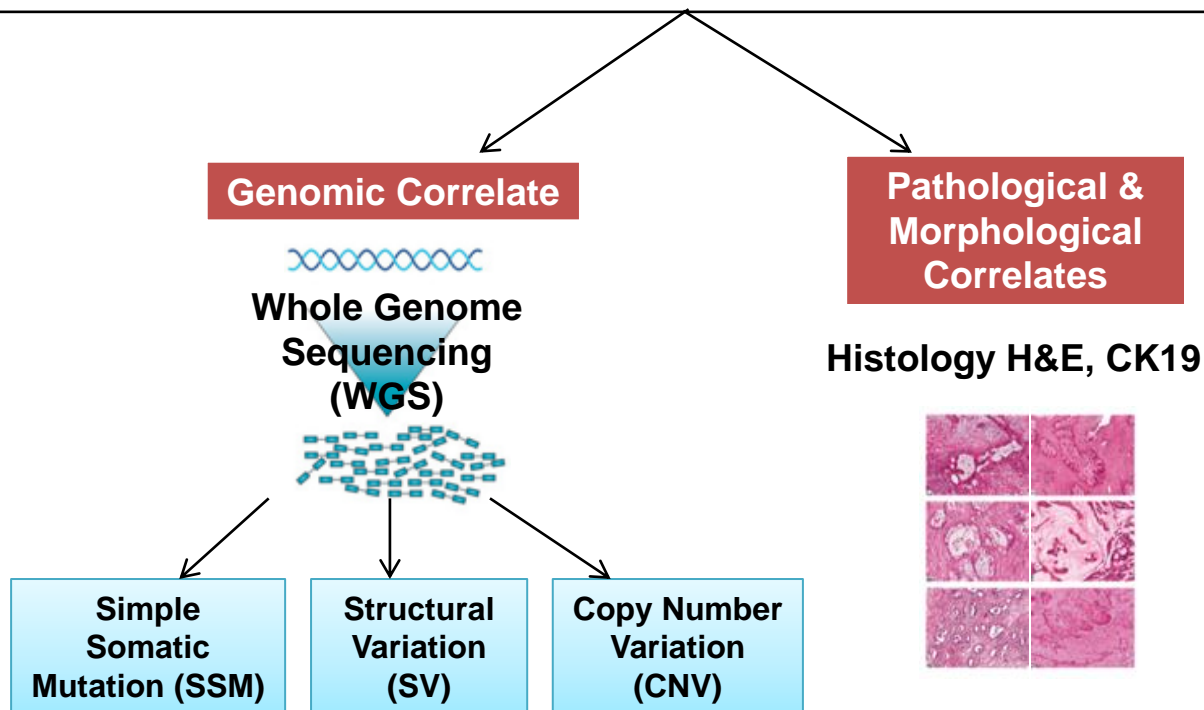 Genomic Correlate
Pathological &
Morphological
Correlates
Whole Genome
Sequencing
(WGS)
Histology H&E, CK19
Simple
Somatic
Mutation (SSM)
Structural
Variation
(SV)
Copy Number
Variation
(CNV)